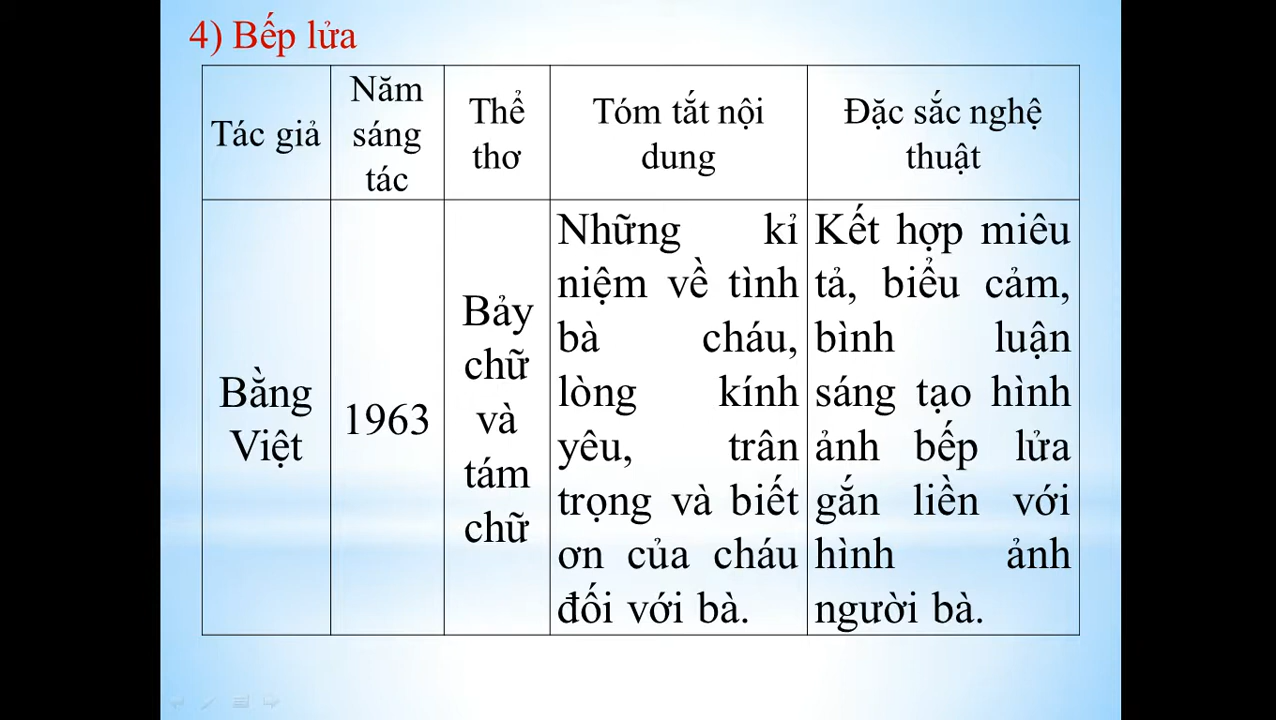 4) Bếp lửa
Tác giả
Năm
sáng
tác
Thể
thơ
Tóm tắt nội
dung
Đặc sắc nghệ
thuật
Bằng
Việt
1963
Bảy
chữ
và
tám
chữ
Những kỉ
niệm về tình
bà cháu,
lòng kính
yêu, trân
trọng và biết
ơn của cháu
đối với bà.
Kết hợp miêu
tả, biểu cảm,
bình luận
sáng tạo hình
ảnh bếp lửa
gắn liền với
hình ảnh
người bà.